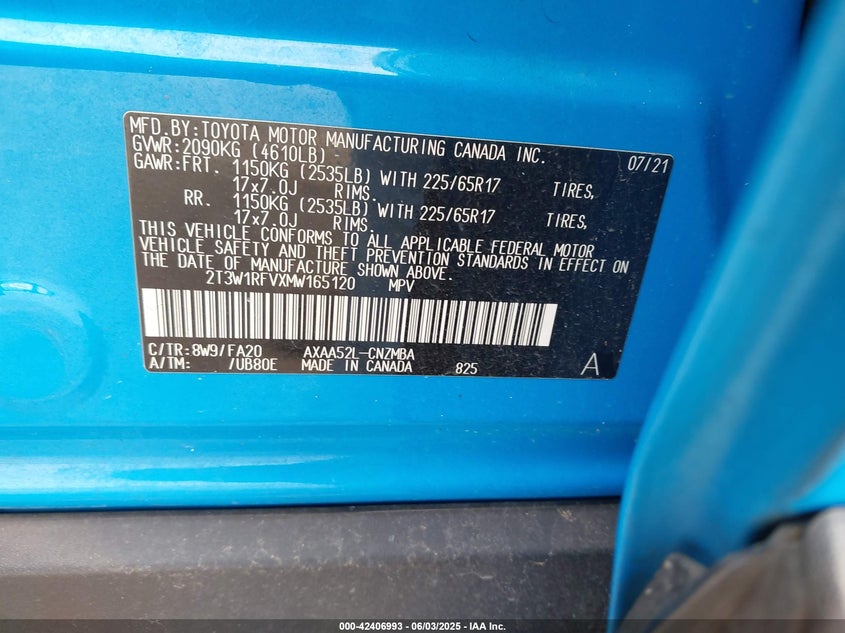 MFD.BY:TOYOTA MOTOR MANUFACTURING CANADA INC. 07/21
GVWR:2090KG (4610LB)
GAWR:FRT. 1150KG (2535LB) WITH 225/65R17 TIRES,
17x7.0J RIMS.
RR. 1150KG (2535LB) WITH 225/65R17 TIRES,
17x7.0J RIMS.
THIS VEHICLE CONFORMS TO ALL APPLICABLE FEDERAL MOTOR
VEHICLE SAFETY AND THEFT PREVENTION STANDARDS IN EFFECT ON
THE DATE OF MANUFACTURE SHOWN ABOVE.
2T3W1RFVXMW165120 MPV
C/TR:8W9/FA20 AXAA52L-CNZMBA
A/TM: /UB80E MADE IN CANADA 825 A
000-42406993 - 06/03/2025 - IAA Inc.